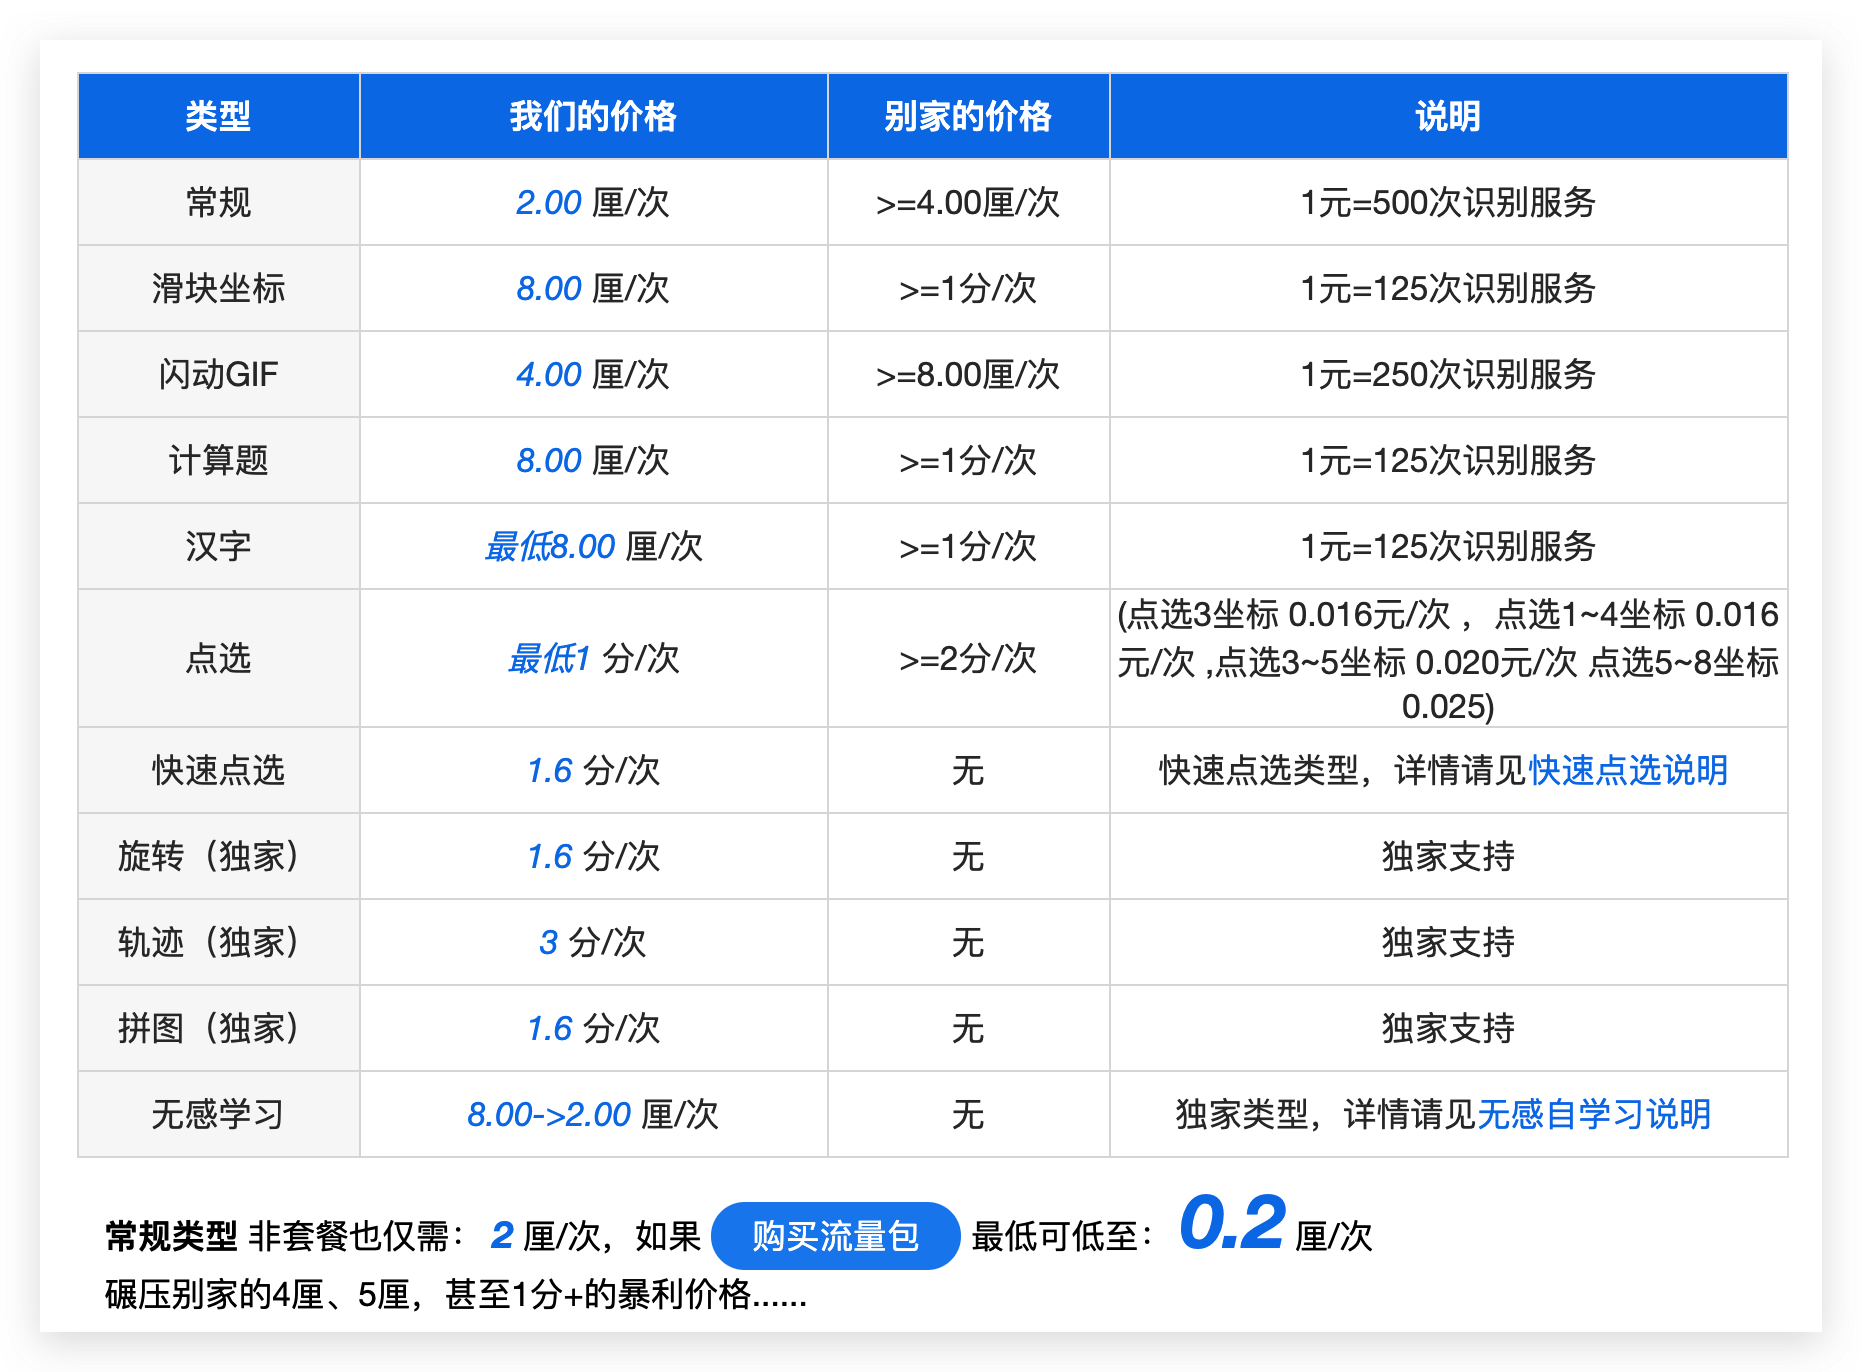 类型 我们的价格 别家的价格 说明
常规 2.00 厘/次 >=4.00厘/次 1元=500次识别服务
滑块坐标 8.00 厘/次 >=1分/次 1元=125次识别服务
闪动GIF 4.00 厘/次 >=8.00厘/次 1元=250次识别服务
计算题 8.00 厘/次 >=1分/次 1元=125次识别服务
汉字 最低8.00 厘/次 >=1分/次 1元=125次识别服务
点选 最低1 分/次 >=2分/次 (点选3坐标 0.016元/次 ，点选1~4坐标 0.016
元/次 ,点选3~5坐标 0.020元/次 点选5~8坐标
0.025)
快速点选 1.6 分/次 无 快速点选类型，详情请见快速点选说明
旋转（独家） 1.6 分/次 无 独家支持
轨迹（独家） 3 分/次 无 独家支持
拼图（独家） 1.6 分/次 无 独家支持
无感学习 8.00->2.00 厘/次 无 独家类型，详情请见无感自学习说明
常规类型 非套餐也仅需： 2 厘/次，如果 购买流量包 最低可低至： 0.2 厘/次
碾压别家的4厘、5厘，甚至1分+的暴利价格......